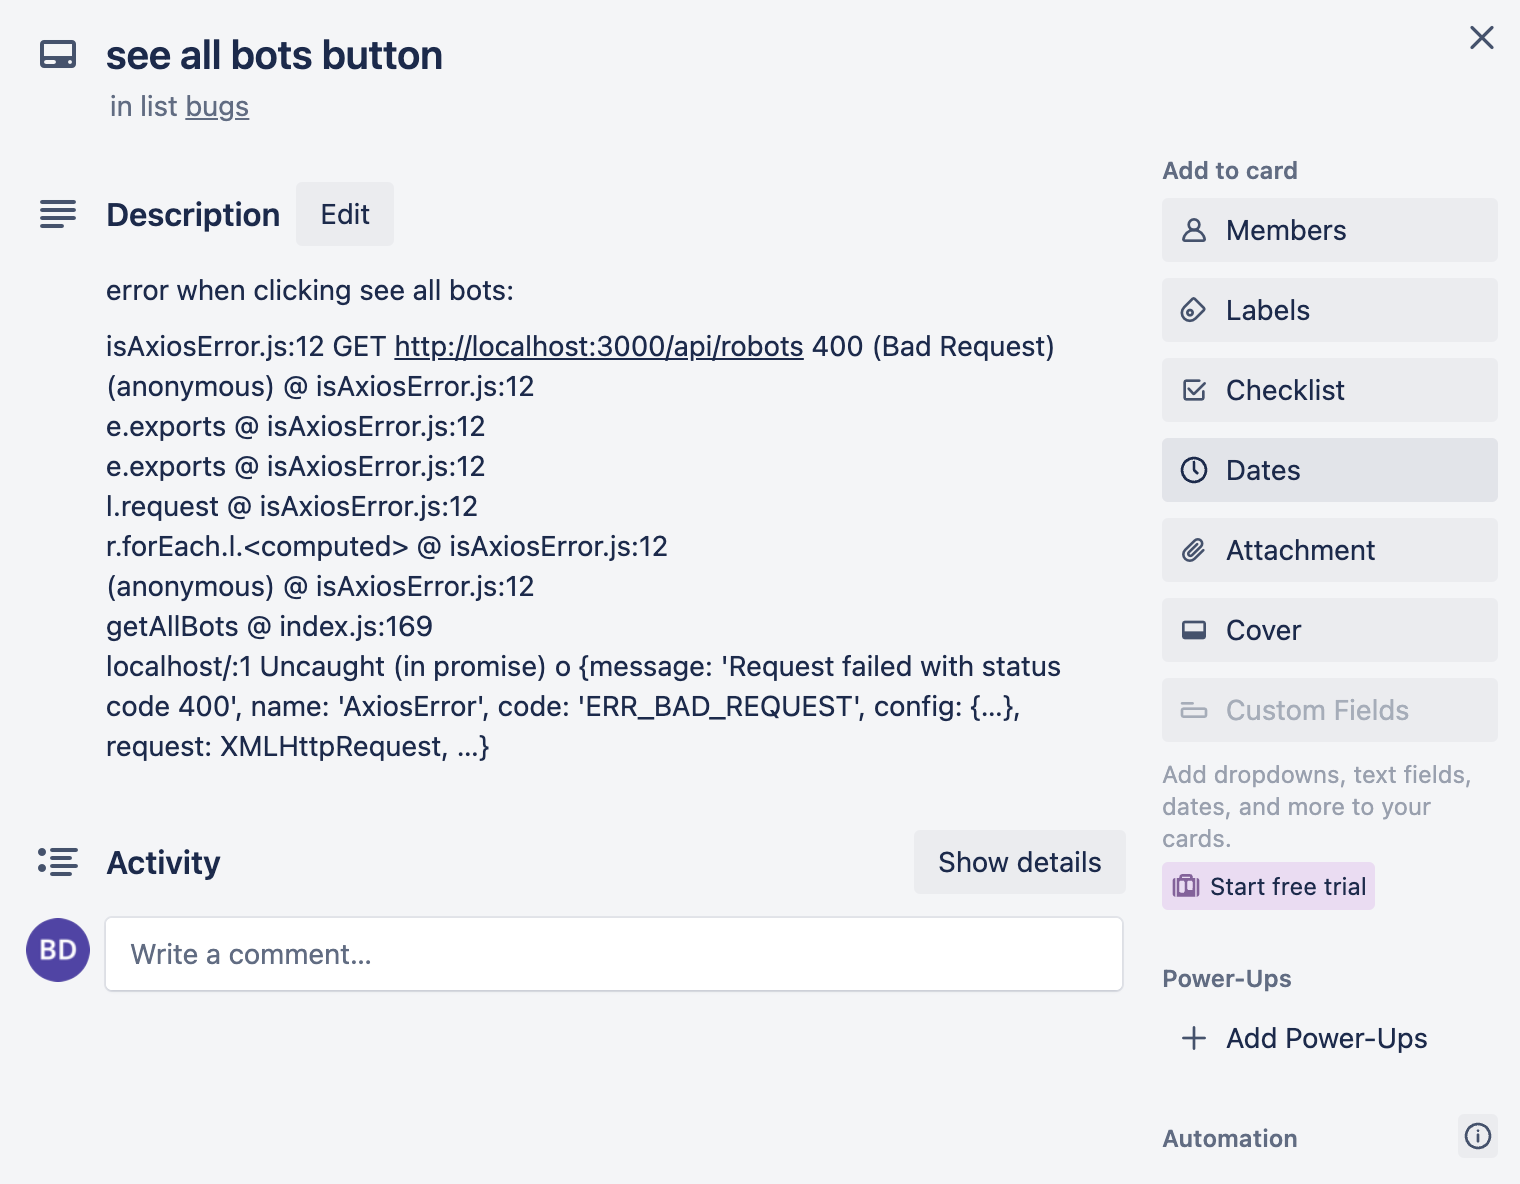 see all bots button
in list bugs
Description
Edit
error when clicking see all bots:
isAxiosError.js:12 GET http://localhost:3000/api/robots 400 (Bad Request)
(anonymous) @ isAxiosError.js:12
e.exports @ isAxiosError.js:12
e.exports @ isAxiosError.js:12
l.request @ isAxiosError.js:12
r.forEach.l.<computed> @ isAxiosError.js:12
(anonymous) @ isAxiosError.js:12
getAllBots @ index.js:169
localhost/:1 Uncaught (in promise) o {message: 'Request failed with status
code 400', name: 'AxiosError', code: 'ERR_BAD_REQUEST', config: {…},
request: XMLHttpRequest, …}
Activity
Show details
BD
Write a comment…
Add to card
Members
Labels
Checklist
Dates
Attachment
Cover
Custom Fields
Add dropdowns, text fields,
dates, and more to your
cards.
Start free trial
Power-Ups
Add Power-Ups
Automation